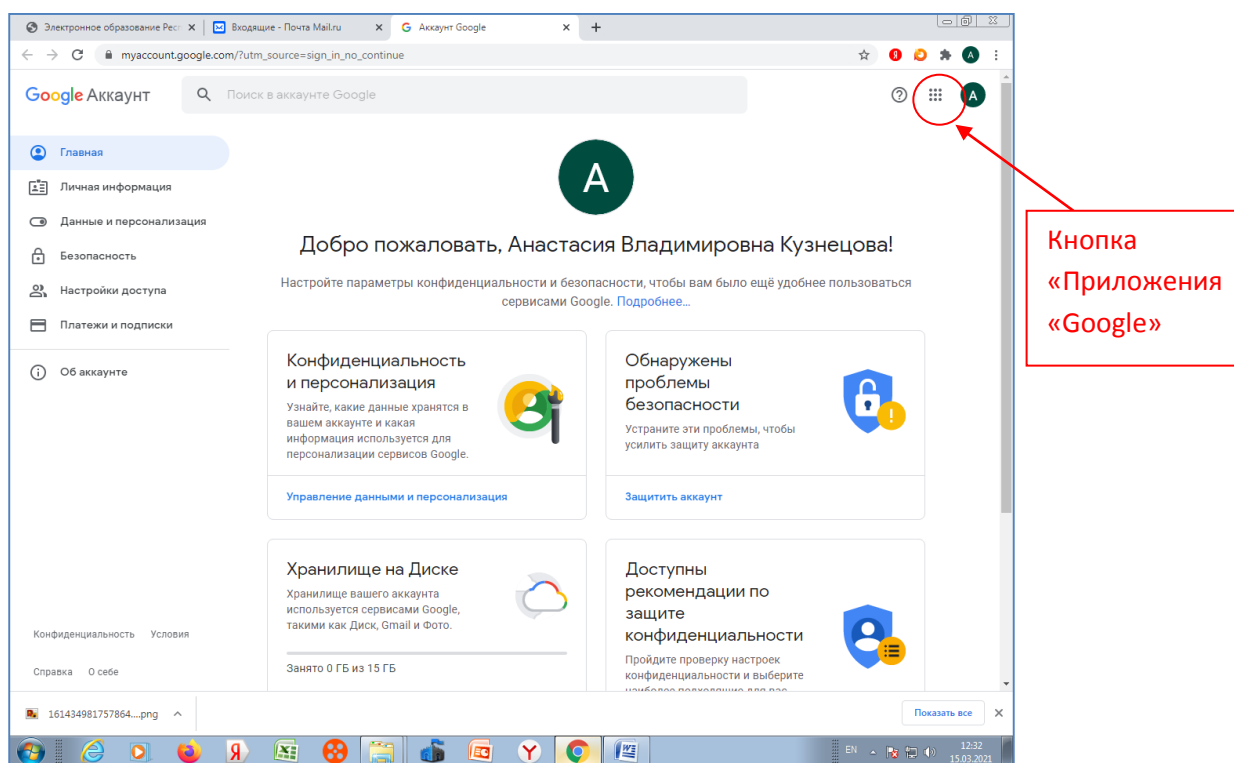 Электронное образование Рес
Входящие - Почта Mail.ru
Аккаунт Google
myaccount.google.com/?utm_source=sign_in_no_continue
Google Аккаунт
Поиск в аккаунте Google
A
Главная
Личная информация
Данные и персонализация
Безопасность
Настройки доступа
Платежи и подписки
Об аккаунте
A
Добро пожаловать, Анастасия Владимировна Кузнецова!
Настройте параметры конфиденциальности и безопасности, чтобы вам было ещё удобнее пользоваться
сервисами Google. Подробнее...
Конфиденциальность
и персонализация
Узнайте, какие данные хранятся в
вашем аккаунте и какая
информация используется для
персонализации сервисов Google.
Управление данными и персонализация
Обнаружены
проблемы
безопасности
Устраните эти проблемы, чтобы
усилить защиту аккаунта
Защитить аккаунт
Хранилище на Диске
Хранилище вашего аккаунта
используется сервисами Google,
такими как Диск, Gmail и Фото.
Занято 0 ГБ из 15 ГБ
Доступны
рекомендации по
защите
конфиденциальности
Пройдите проверку настроек
конфиденциальности и выберите
наиболее подходящие для вас
Конфиденциальность Условия
Справка О себе
Кнопка
«Приложения
«Google»
161434981757864....png
Показать все
EN
12:32
15.03.2021